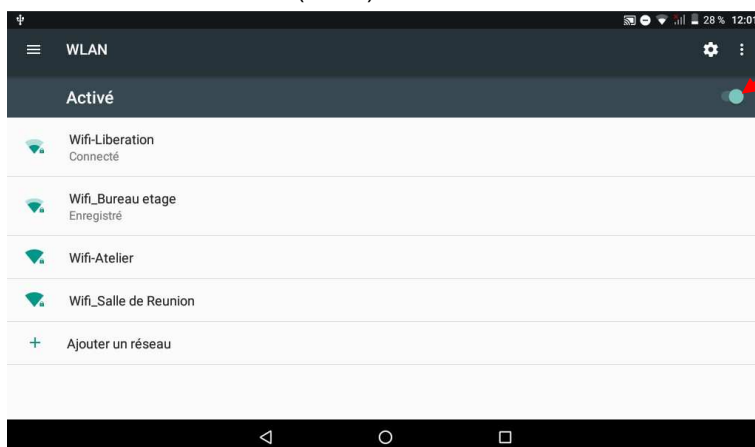 28 % 12:01
WLAN
Activé
Wifi-Liberation
Connecté
Wifi_Bureau etage
Enregistré
Wifi-Atelier
Wifi_Salle de Reunion
Ajouter un réseau